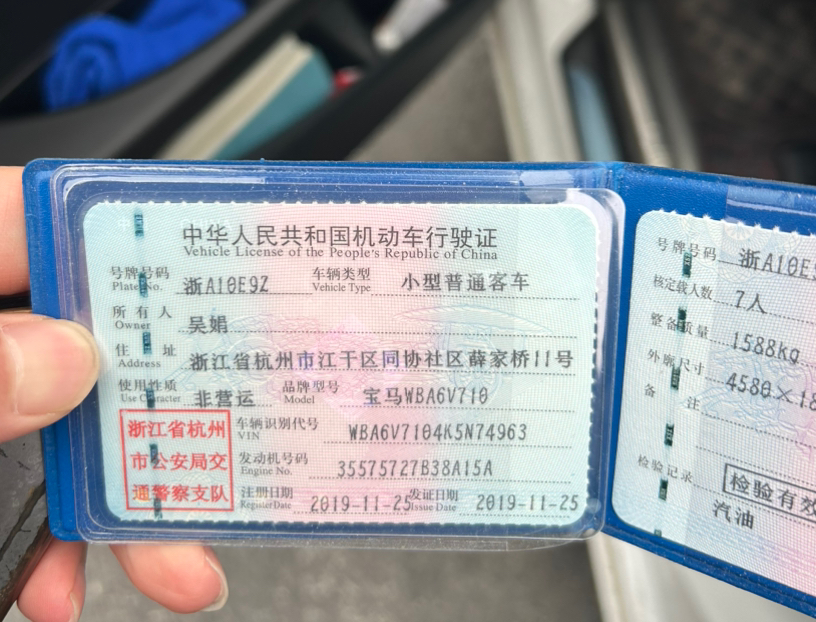 中华人民共和国机动车行驶证
Vehicle License of the People's Republic of China
号牌号码 浙A10E9Z 车辆类型 小型普通客车
Plate No. Vehicle Type
所有人 吴娟
Owner
住址 浙江省杭州市江干区同协社区薛家桥11号
Address
使用性质 非营运 品牌型号 宝马WBA6V710
Use Character Model
浙江省杭州
市公安局交
通警察支队
车辆识别代号 WBA6V7104K5N74963
VIN
发动机号码 35575727B38A15A
Engine No.
注册日期 2019-11-25 发证日期 2019-11-25
Register Date Issue Date
号牌号码 浙A10E9
核定载人数 7人
整备质量 1588Kg
外廓尺寸 4580×18
备注
检验记录 检验有效
汽油